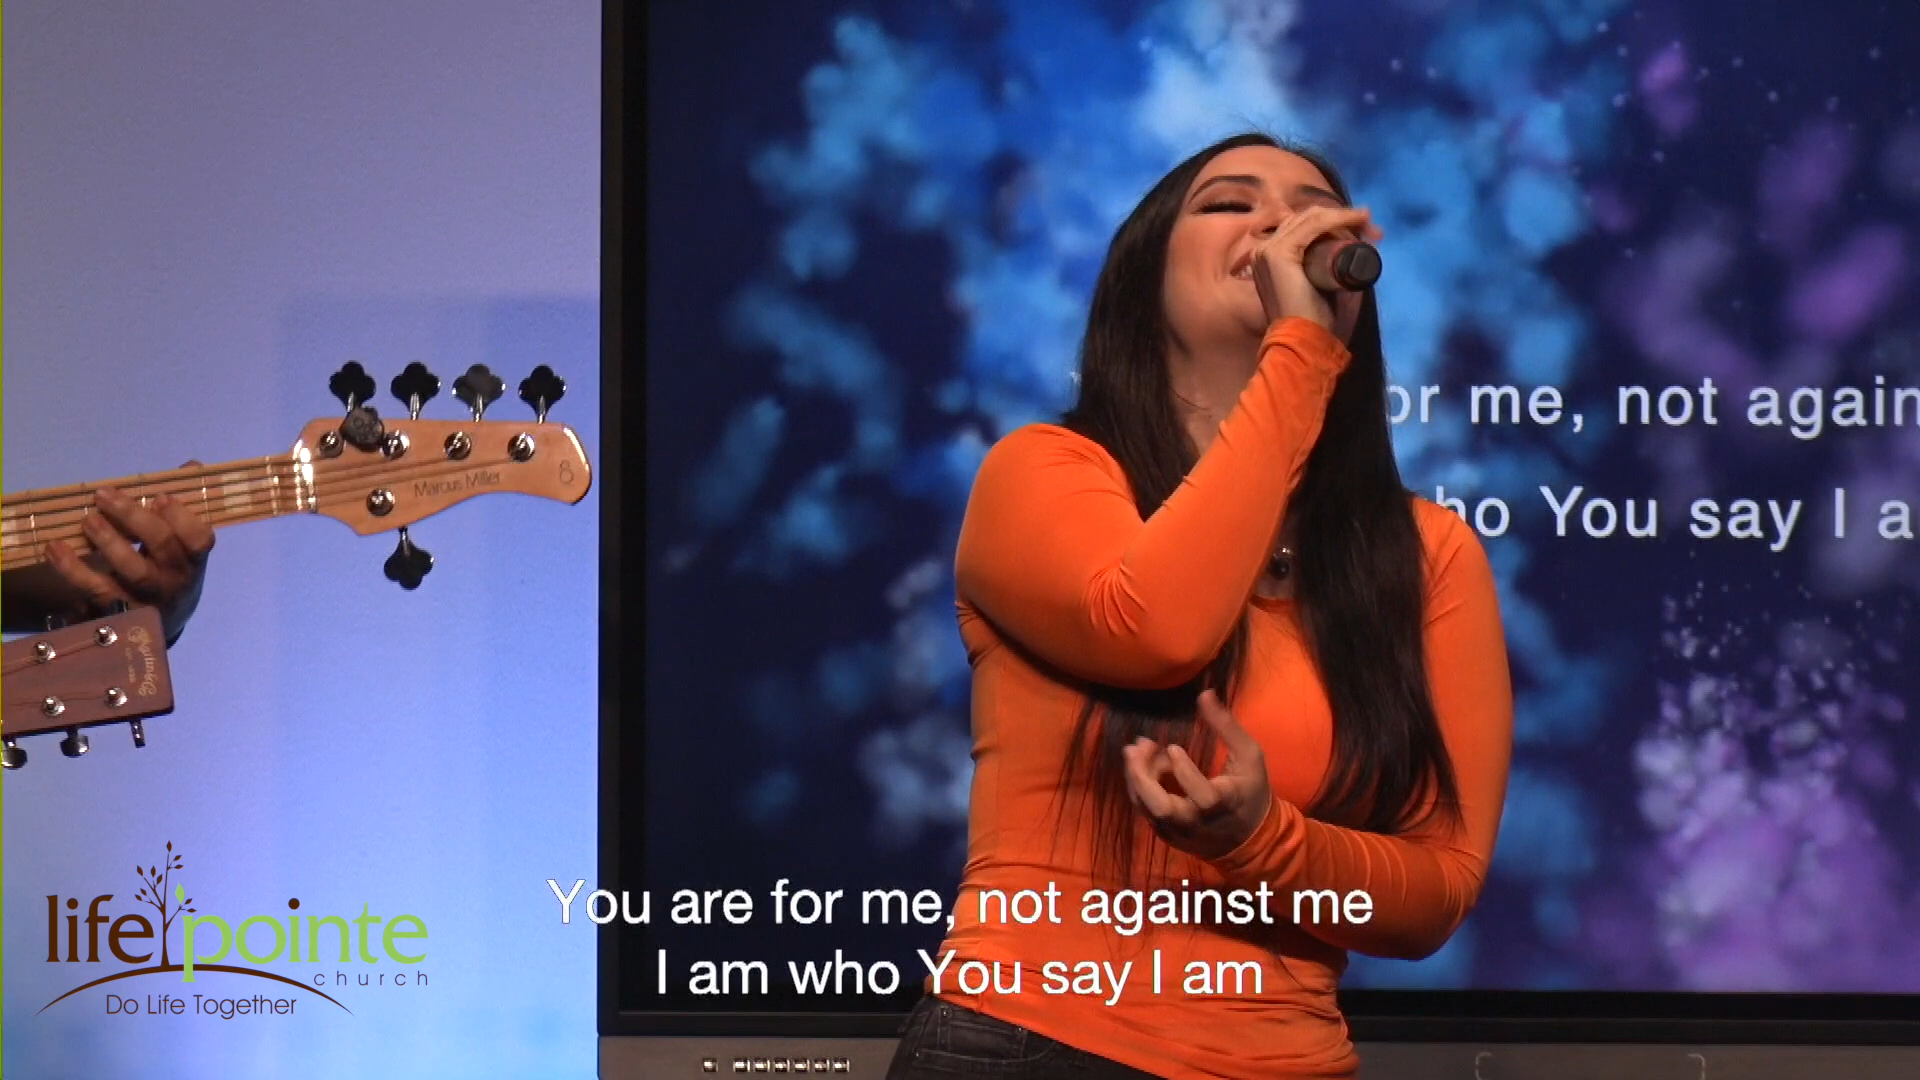 or me, not again
ho You say I a
Marcus Miller
8
life pointe
church
Do Life Together
You are for me, not against me
I am who You say I am